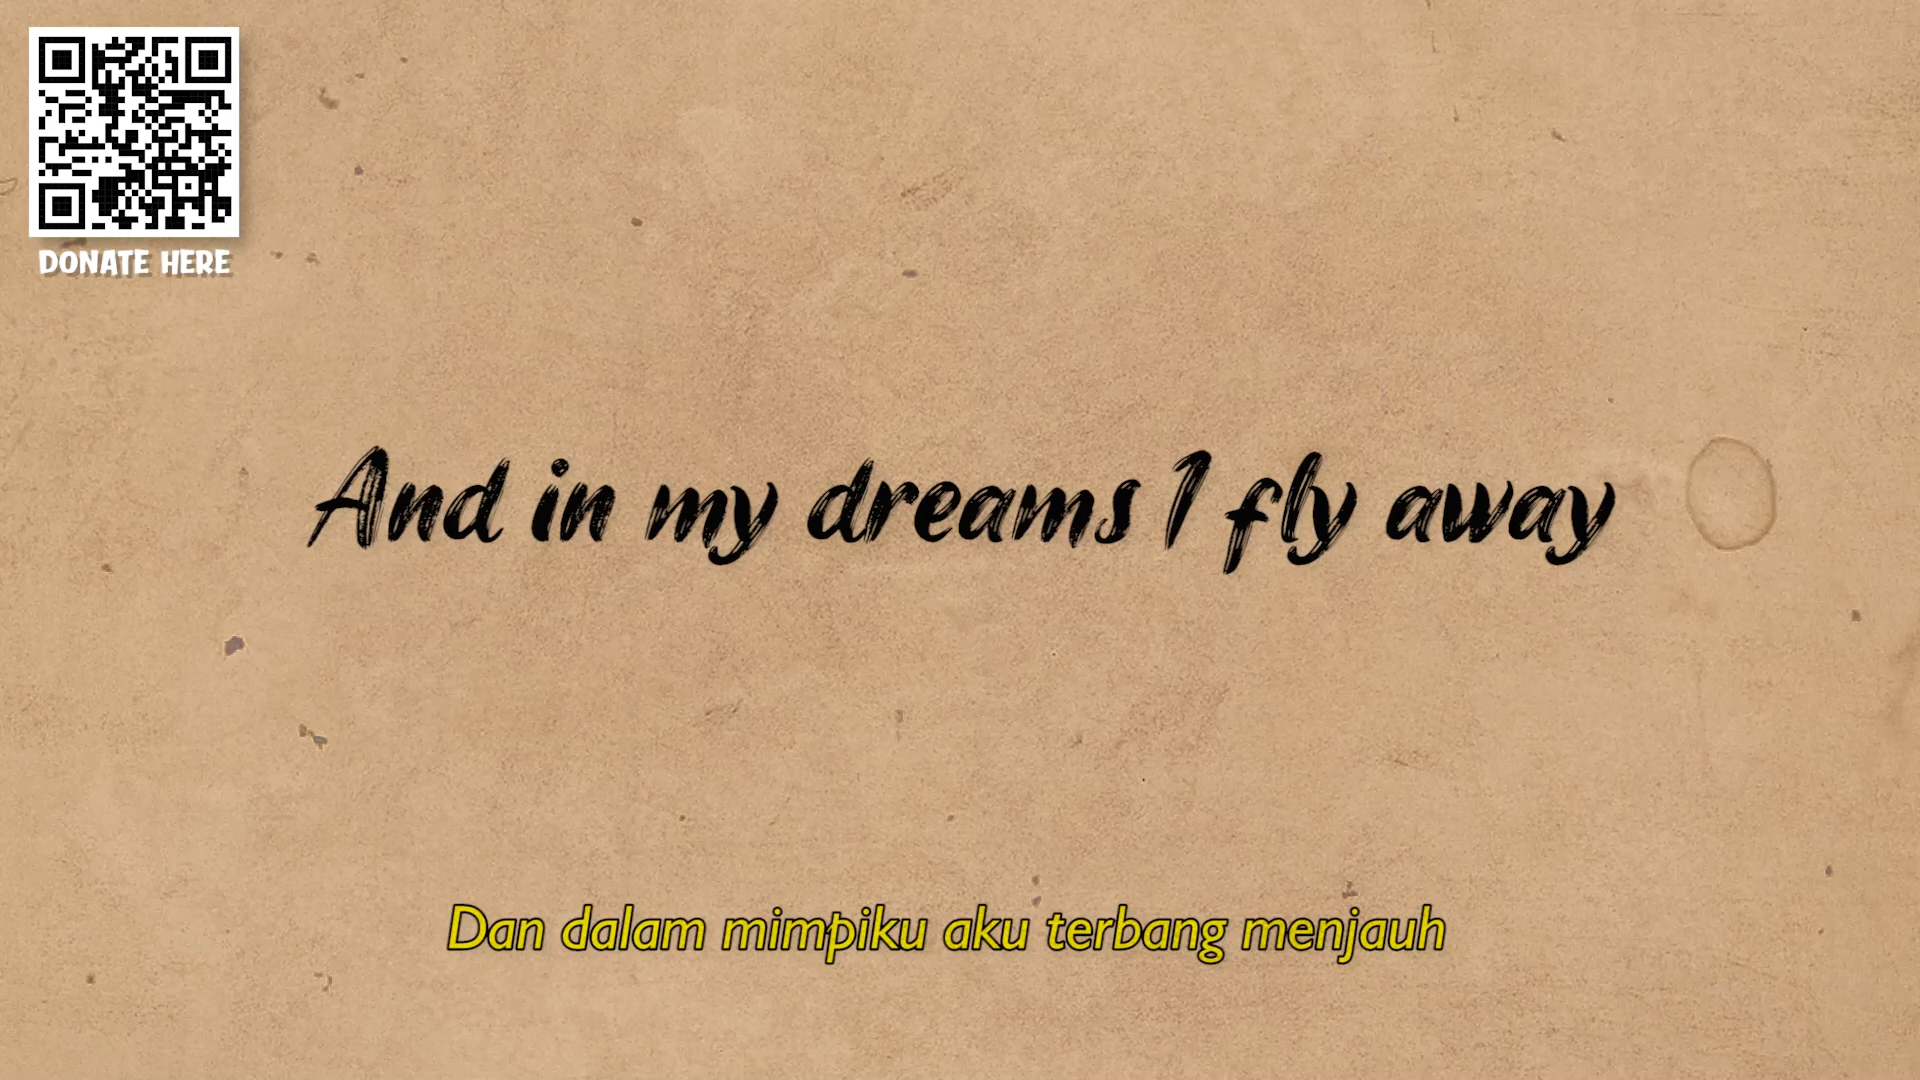 DONATE HERE
And in my dreams I fly away
Dan dalam mimpiku aku terbang menjauh